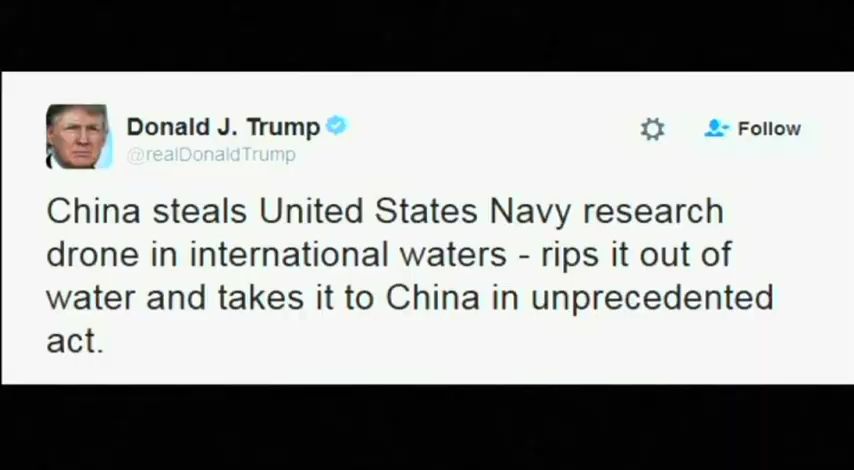 Donald J. Trump
@realDonaldTrump
Follow
China steals United States Navy research
drone in international waters - rips it out of
water and takes it to China in unprecedented
act.